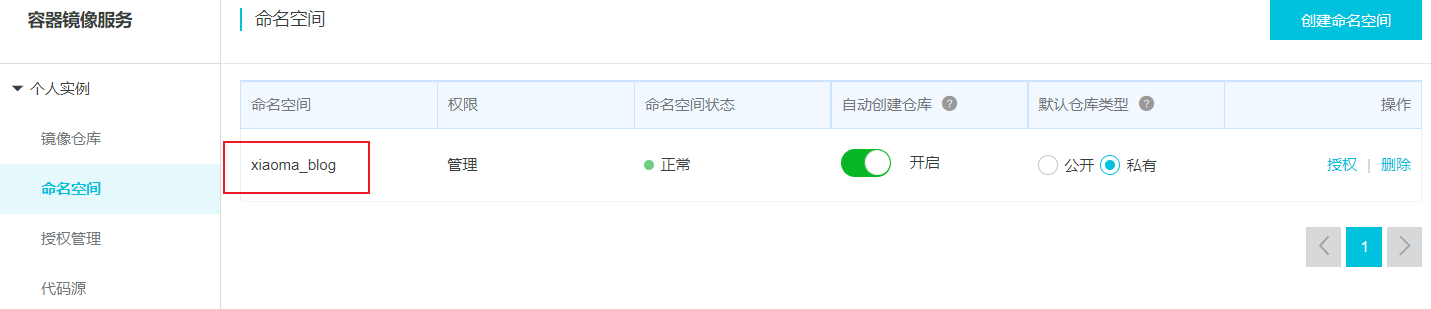 容器镜像服务
命名空间
创建命名空间
个人实例
镜像仓库
命名空间
授权管理
代码源
命名空间 权限 命名空间状态 自动创建仓库 ? 默认仓库类型 ? 操作
xiaoma_blog 管理 正常 开启 公开 私有 授权 | 删除
1